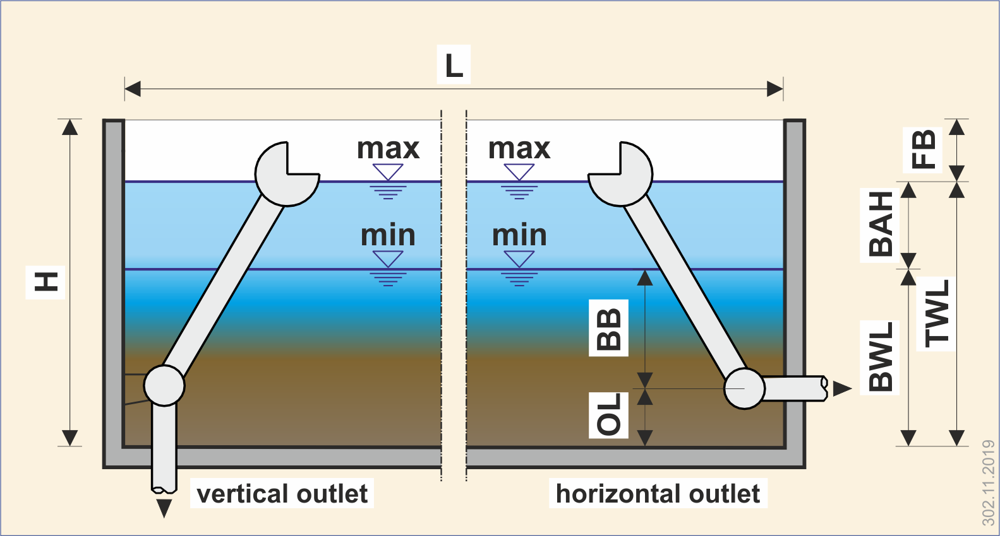 L
max
max
FB
BAH
min
min
H
TWL
BB
BWL
OL
vertical outlet
horizontal outlet
302.11.2019